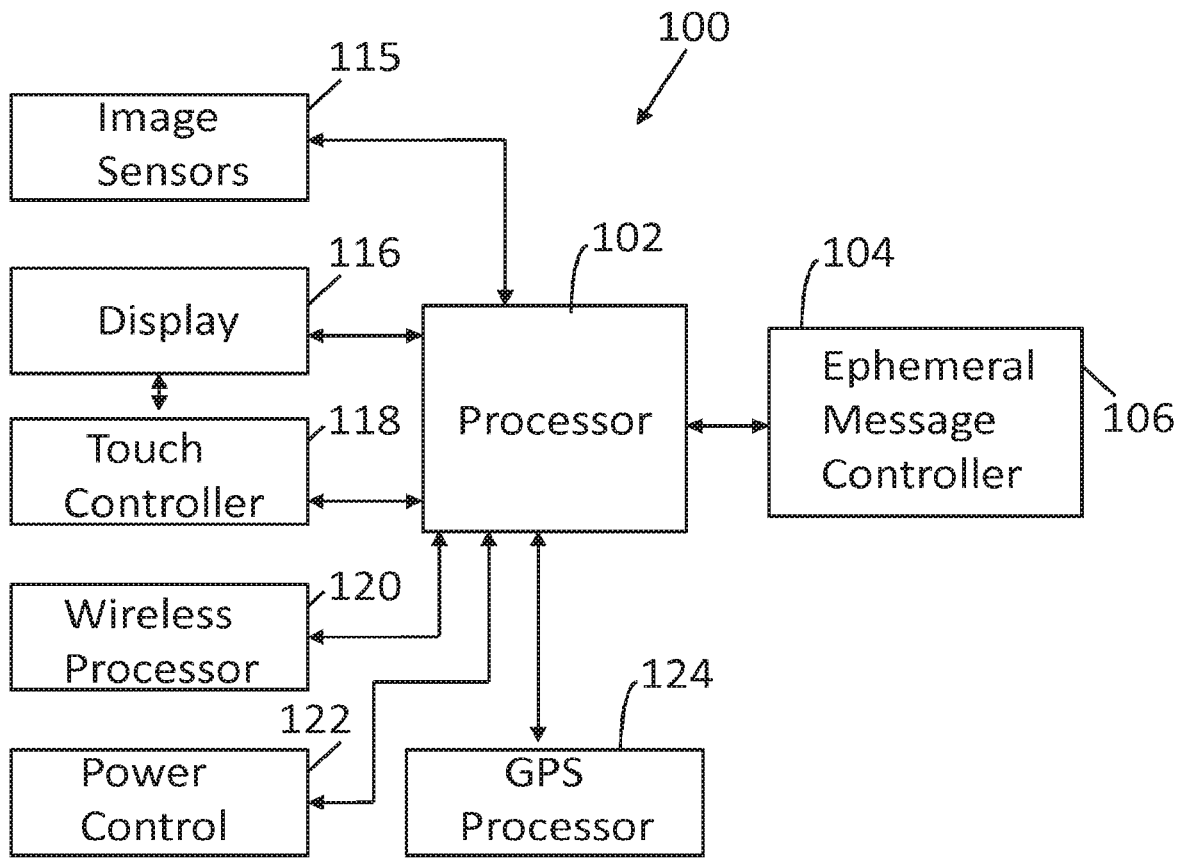 100
115
Image
Sensors
116
Display
102
104
Processor
Ephemeral
Message
Controller
106
118
Touch
Controller
120
Wireless
Processor
122
Power
Control
124
GPS
Processor